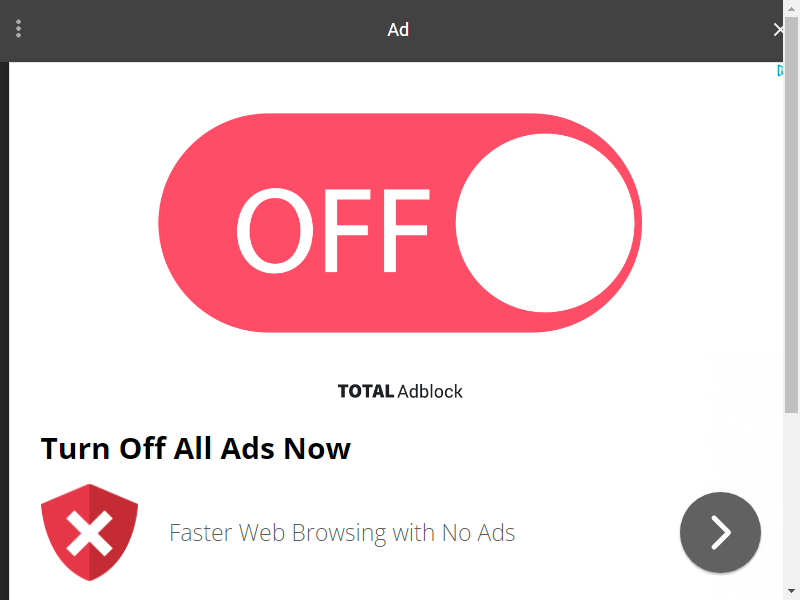 Ad
OFF
TOTAL Adblock
Turn Off All Ads Now
Faster Web Browsing with No Ads